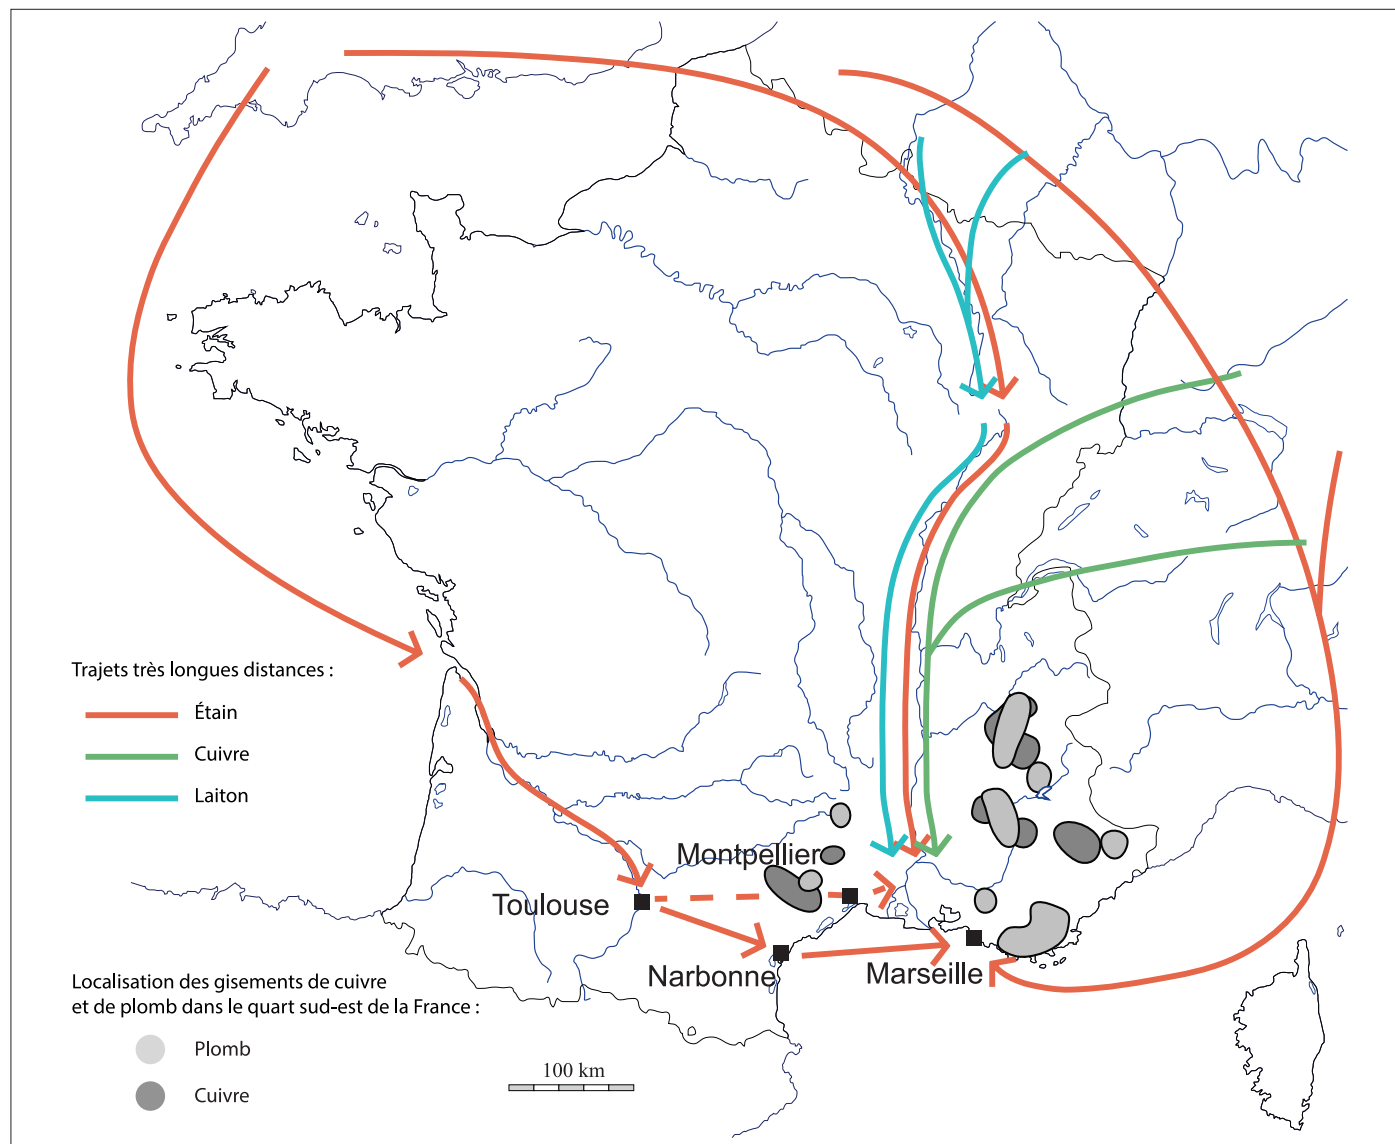 Montpellier
Toulouse
Narbonne
Marseille
Trajets très longues distances :
Étain
Cuivre
Laiton
Localisation des gisements de cuivre
et de plomb dans le quart sud-est de la France :
Plomb
Cuivre
100 km